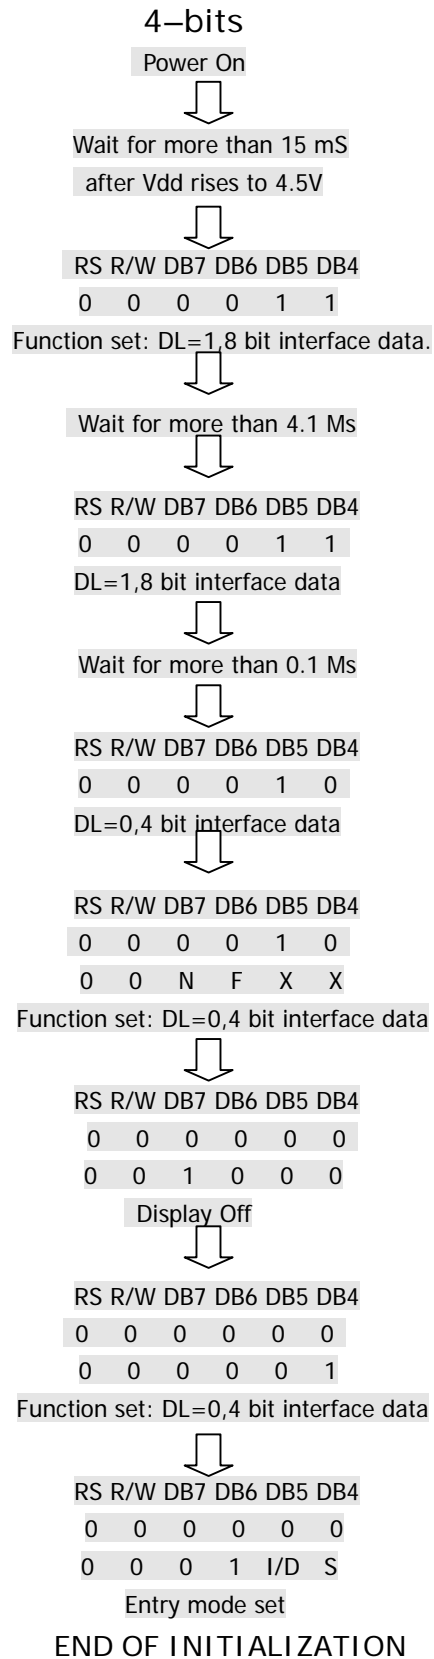 4–bits
Power On
Wait for more than 15 mS
after Vdd rises to 4.5V
RS R/W DB7 DB6 DB5 DB4
0 0 0 0 1 1
Function set: DL=1,8 bit interface data.
Wait for more than 4.1 Ms
RS R/W DB7 DB6 DB5 DB4
0 0 0 0 1 1
DL=1,8 bit interface data
Wait for more than 0.1 Ms
RS R/W DB7 DB6 DB5 DB4
0 0 0 0 1 0
DL=0,4 bit interface data
RS R/W DB7 DB6 DB5 DB4
0 0 0 0 1 0
0 0 N F X X
Function set: DL=0,4 bit interface data
RS R/W DB7 DB6 DB5 DB4
0 0 0 0 0 0
0 0 1 0 0 0
Display Off
RS R/W DB7 DB6 DB5 DB4
0 0 0 0 0 0
0 0 0 0 0 1
Function set: DL=0,4 bit interface data
RS R/W DB7 DB6 DB5 DB4
0 0 0 0 0 0
0 0 0 1 I/D S
Entry mode set
END OF INITIALIZATION